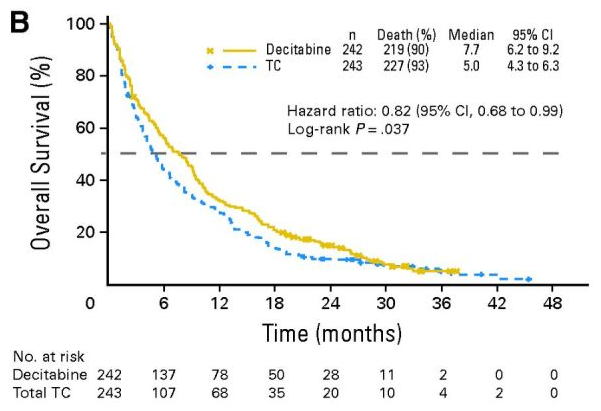 B
n Death (%) Median 95% CI
Decitabine 242 219 (90) 7.7 6.2 to 9.2
TC 243 227 (93) 5.0 4.3 to 6.3
Hazard ratio: 0.82 (95% CI, 0.68 to 0.99)
Log-rank P = .037
Overall Survival (%)
100
80
60
40
20
0 6 12 18 24 30 36 42 48
Time (months)
No. at risk
Decitabine 242 137 78 50 28 11 2 0 0
Total TC 243 107 68 35 20 10 4 2 0